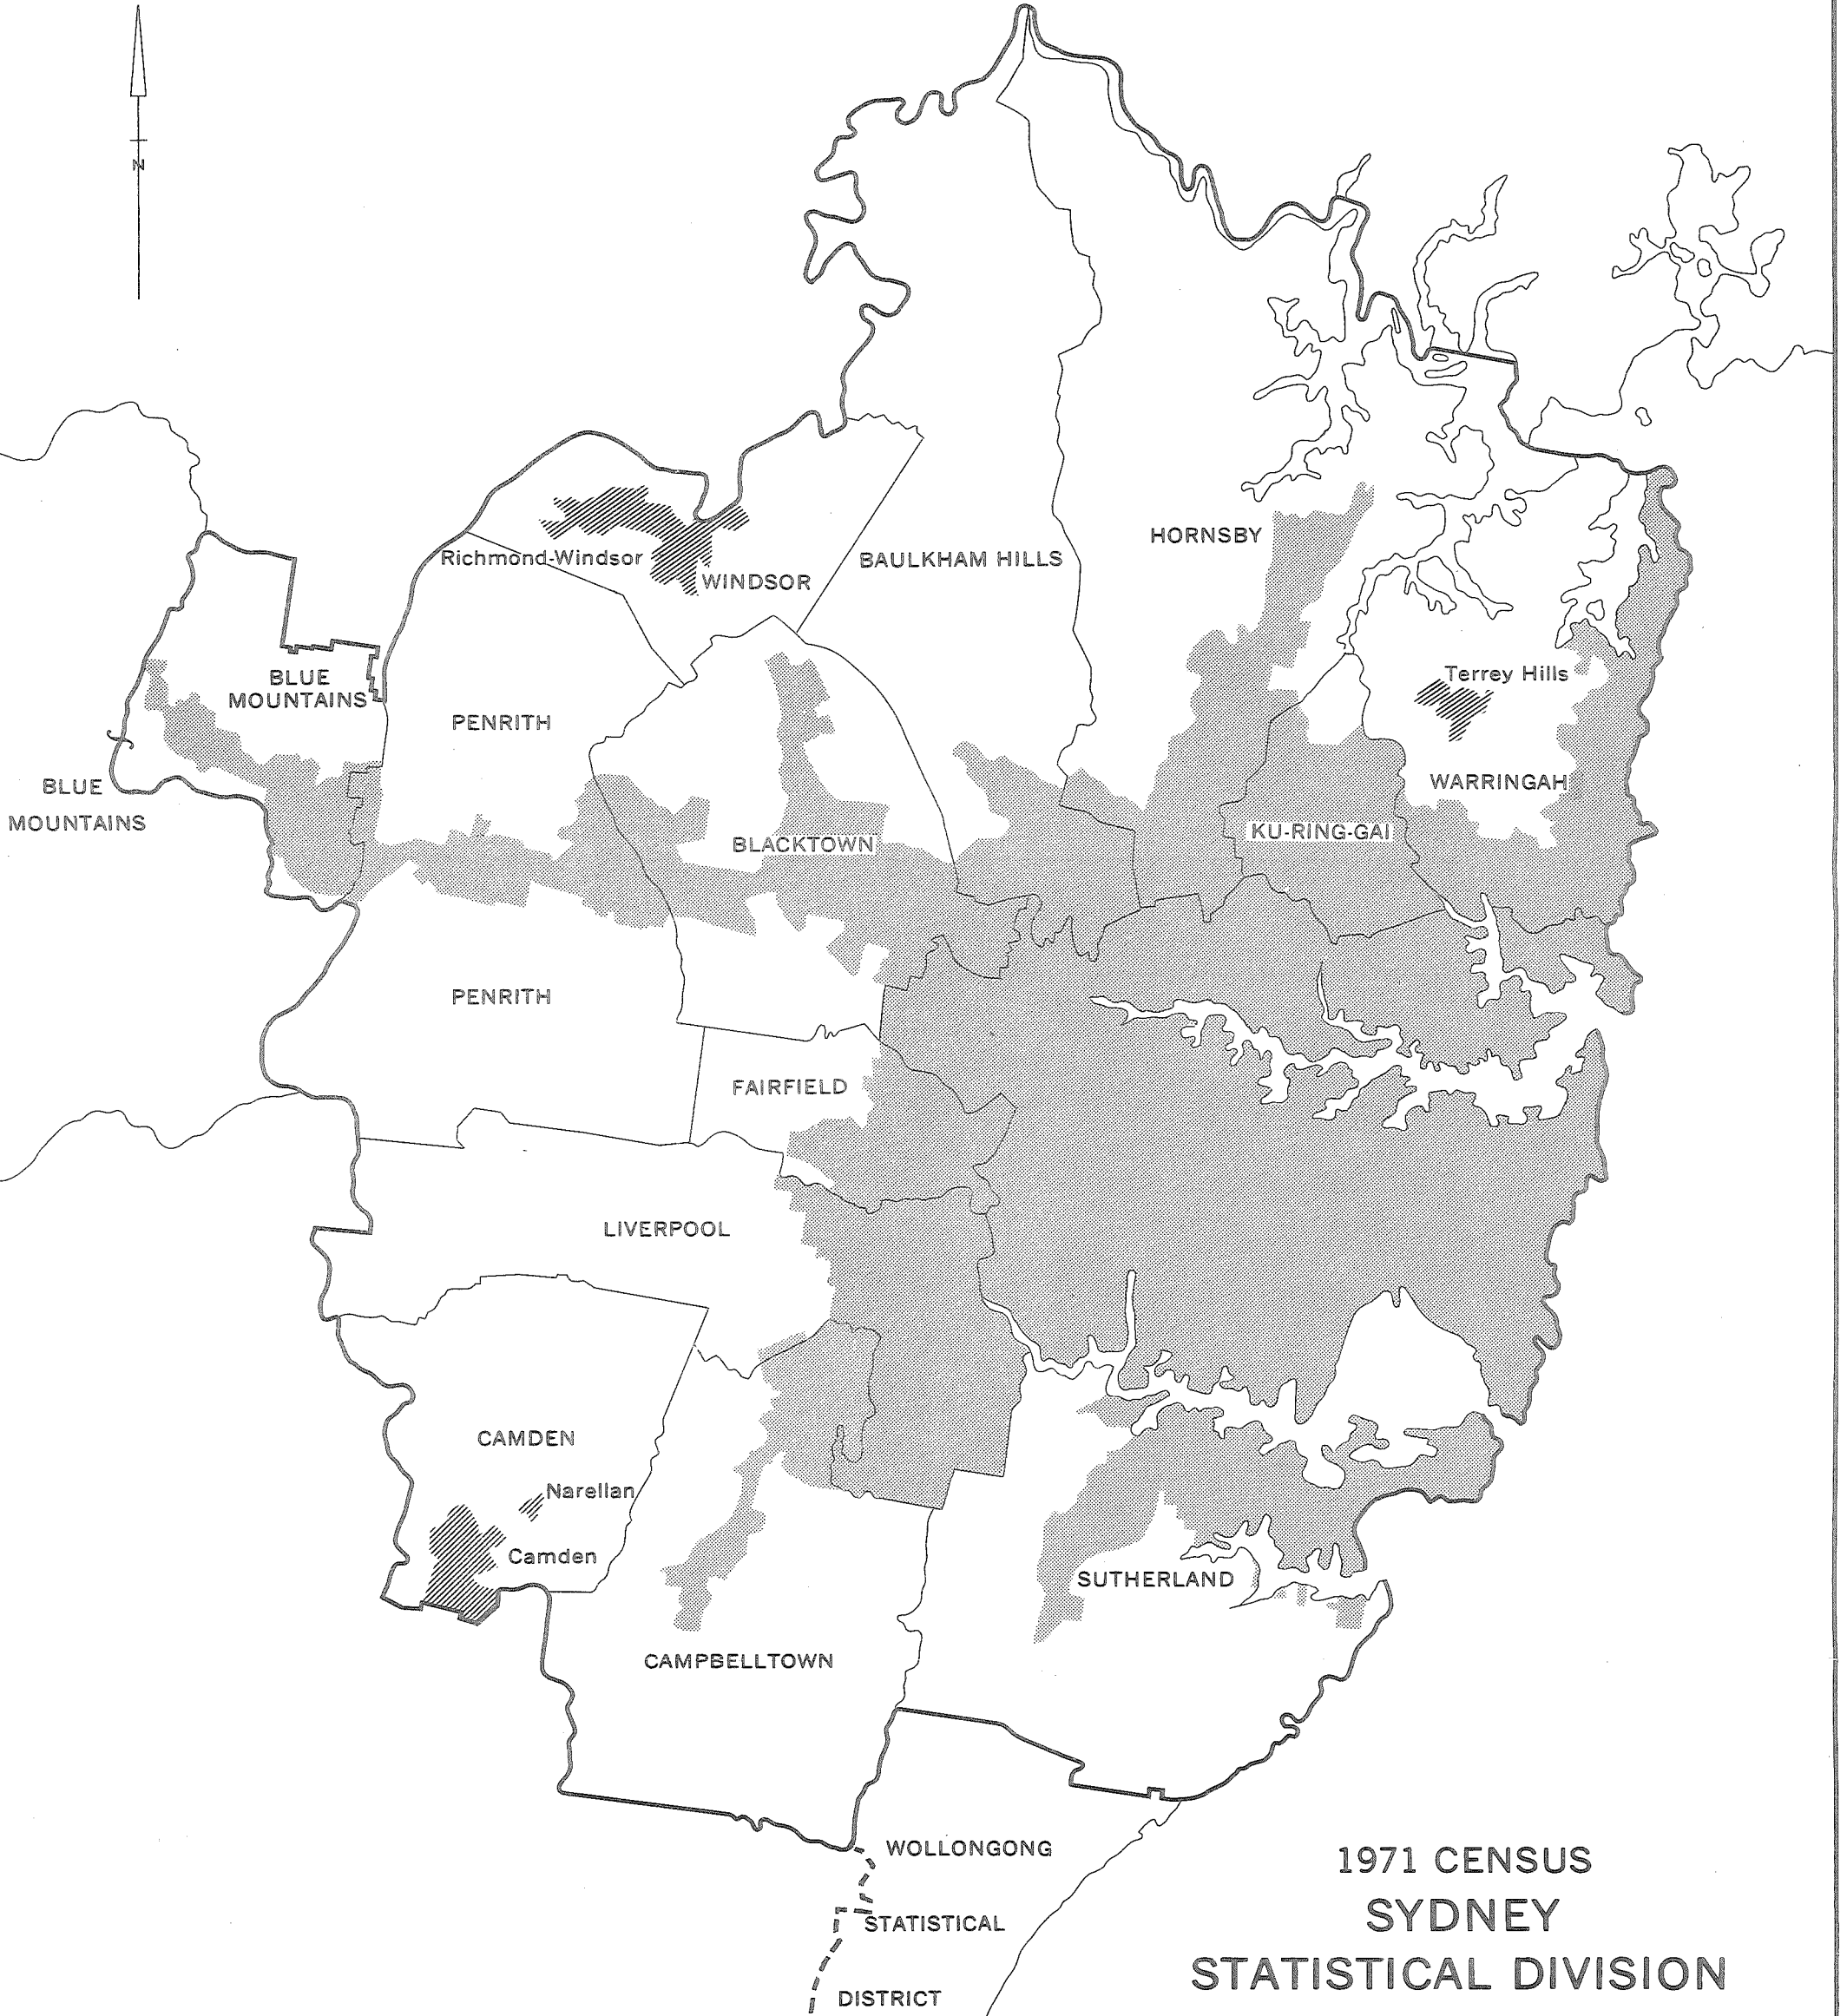 N
HORNSBY
Richmond-Windsor
WINDSOR
BAULKHAM HILLS
BLUE
MOUNTAINS
PENRITH
Terrey Hills
BLUE
MOUNTAINS
WARRINGAH
BLACKTOWN
KU-RING-GAI
PENRITH
FAIRFIELD
LIVERPOOL
CAMDEN
Narellan
Camden
SUTHERLAND
CAMPBELLTOWN
WOLLONGONG
STATISTICAL
DISTRICT
1971 CENSUS
SYDNEY
STATISTICAL DIVISION